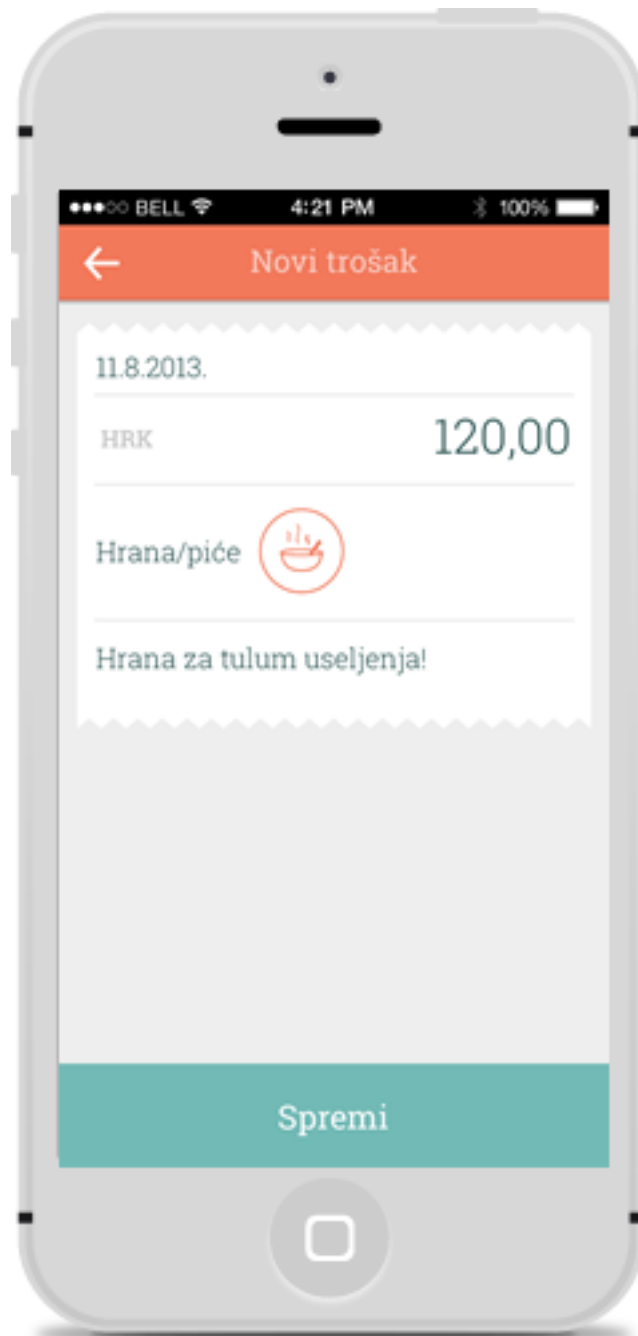 BELL 4:21 PM 100%
Novi trošak
11.8.2013.
HRK 120,00
Hrana/piće
Hrana za tulum useljenja!
Spremi